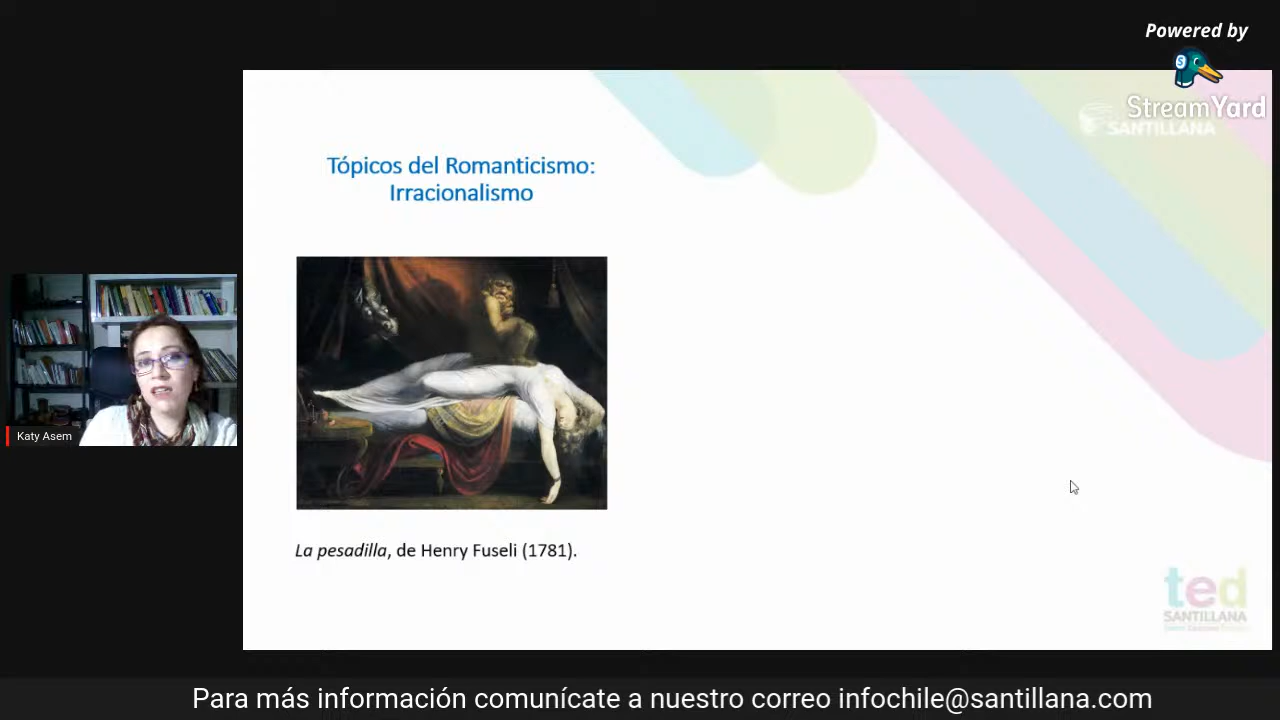 Powered by
StreamYard
SANTILLANA
Tópicos del Romanticismo:
Irracionalismo
Katy Asem
La pesadilla, de Henry Fuseli (1781).
ted
SANTILLANA
Para más información comunícate a nuestro correo infochile@santillana.com